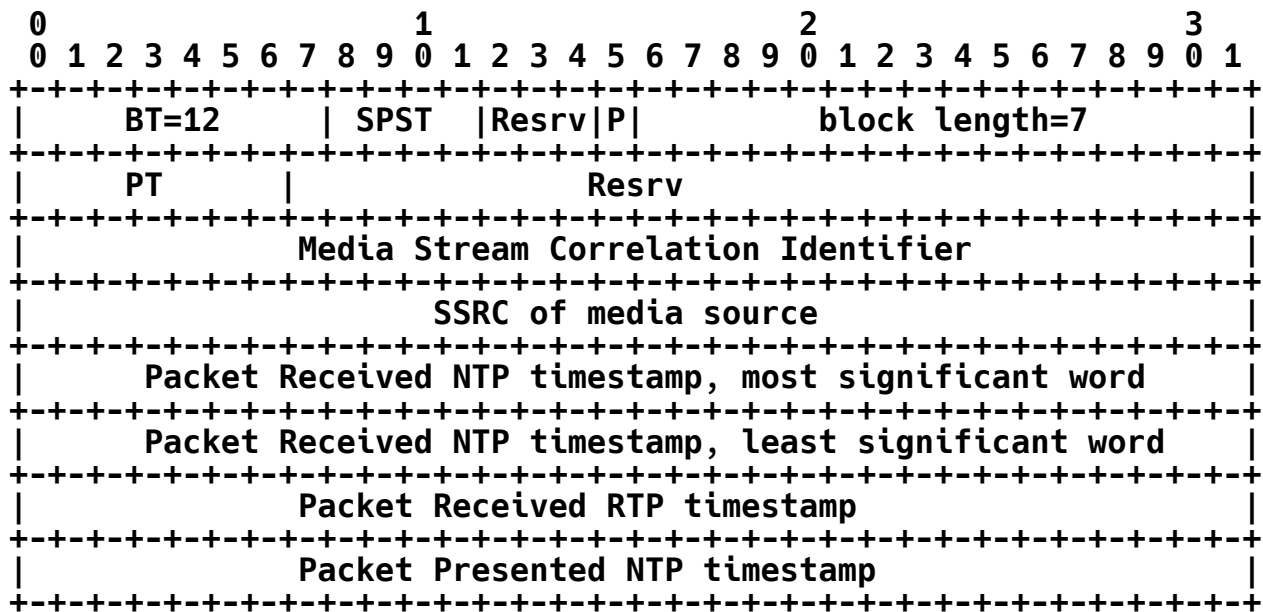 0                   1                   2                   3
 0 1 2 3 4 5 6 7 8 9 0 1 2 3 4 5 6 7 8 9 0 1 2 3 4 5 6 7 8 9 0 1
+-+-+-+-+-+-+-+-+-+-+-+-+-+-+-+-+-+-+-+-+-+-+-+-+-+-+-+-+-+-+-+-+
|     BT=12     | SPST  |Resrv|P|         block length=7        |
+-+-+-+-+-+-+-+-+-+-+-+-+-+-+-+-+-+-+-+-+-+-+-+-+-+-+-+-+-+-+-+-+
|     PT      |               Resrv                             |
+-+-+-+-+-+-+-+-+-+-+-+-+-+-+-+-+-+-+-+-+-+-+-+-+-+-+-+-+-+-+-+-+
|              Media Stream Correlation Identifier              |
+-+-+-+-+-+-+-+-+-+-+-+-+-+-+-+-+-+-+-+-+-+-+-+-+-+-+-+-+-+-+-+-+
|                     SSRC of media source                      |
+-+-+-+-+-+-+-+-+-+-+-+-+-+-+-+-+-+-+-+-+-+-+-+-+-+-+-+-+-+-+-+-+
|      Packet Received NTP timestamp, most significant word     |
+-+-+-+-+-+-+-+-+-+-+-+-+-+-+-+-+-+-+-+-+-+-+-+-+-+-+-+-+-+-+-+-+
|      Packet Received NTP timestamp, least significant word    |
+-+-+-+-+-+-+-+-+-+-+-+-+-+-+-+-+-+-+-+-+-+-+-+-+-+-+-+-+-+-+-+-+
|              Packet Received RTP timestamp                    |
+-+-+-+-+-+-+-+-+-+-+-+-+-+-+-+-+-+-+-+-+-+-+-+-+-+-+-+-+-+-+-+-+
|              Packet Presented NTP timestamp                   |
+-+-+-+-+-+-+-+-+-+-+-+-+-+-+-+-+-+-+-+-+-+-+-+-+-+-+-+-+-+-+-+-+